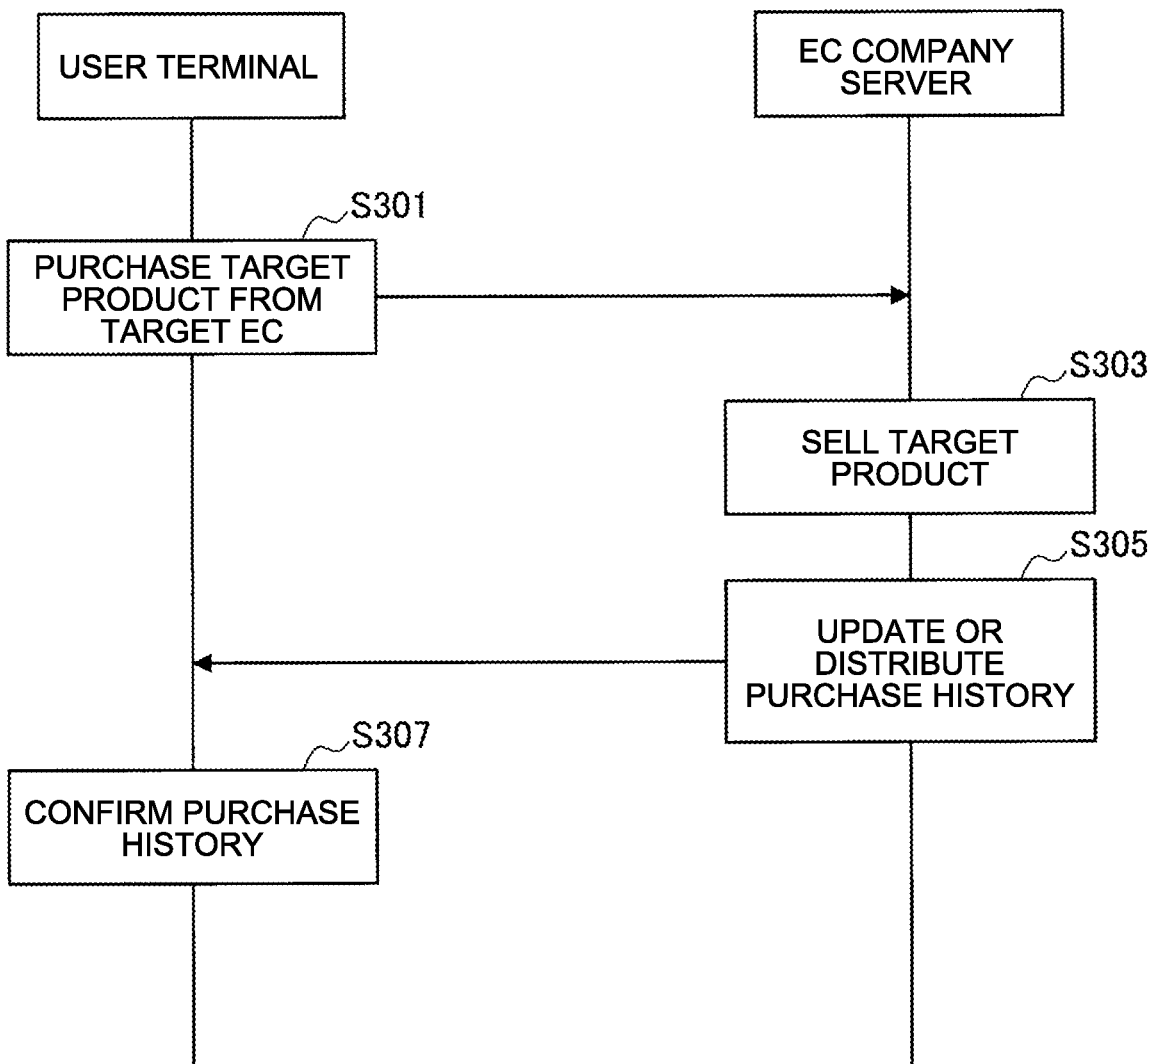 USER TERMINAL
EC COMPANY
SERVER
S301
PURCHASE TARGET
PRODUCT FROM
TARGET EC
S303
SELL TARGET
PRODUCT
S305
UPDATE OR
DISTRIBUTE
PURCHASE HISTORY
S307
CONFIRM PURCHASE
HISTORY